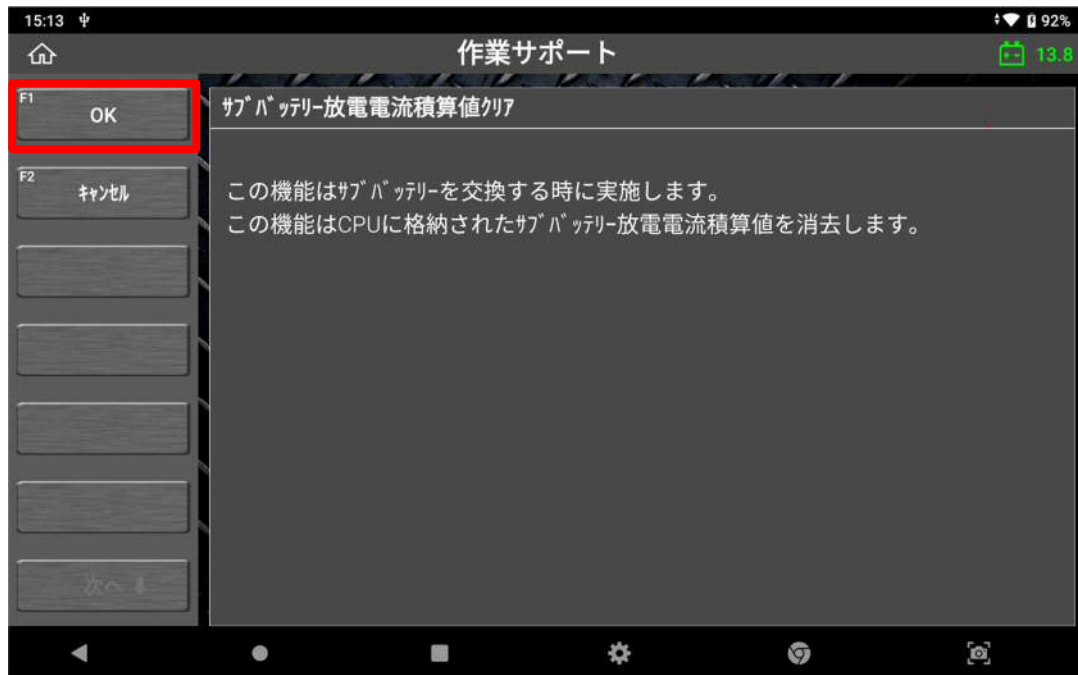 15:13
92%
作業サポート
13.8
F1
OK
ｻﾌﾞﾊﾞｯﾃﾘｰ放電電流積算値ｸﾘｱ
F2
ｷｬﾝｾﾙ
この機能はｻﾌﾞﾊﾞｯﾃﾘｰを交換する時に実施します。
この機能はCPUに格納されたｻﾌﾞﾊﾞｯﾃﾘｰ放電電流積算値を消去します。
次へ ⬇